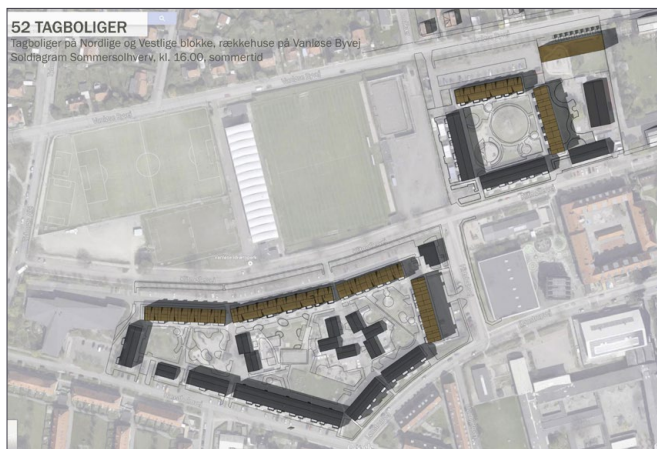 52 TAGBOLIGER
Tagboliger på Nordlige og Vestlige blokke, rækkehuse på Vanløse Byvej
Soldiagram Sommersolhverv, kl. 16.00, sommertid